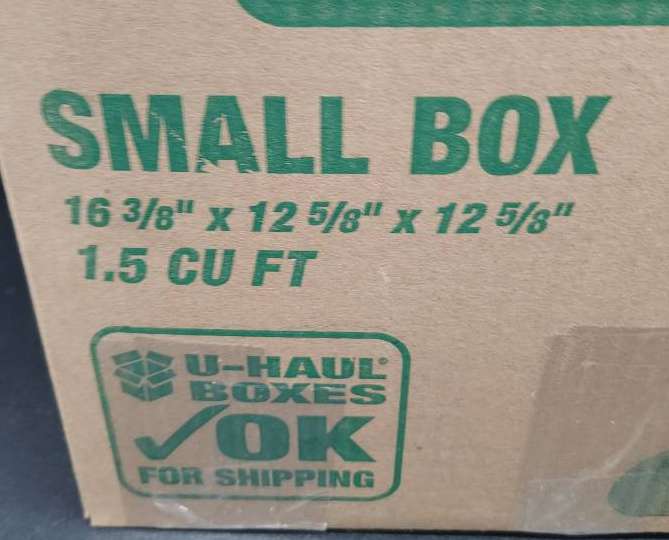 SMALL BOX
16 3/8" x 12 5/8" x 12 5/8"
1.5 CU FT
U-HAUL®
BOXES
✓OK
FOR SHIPPING